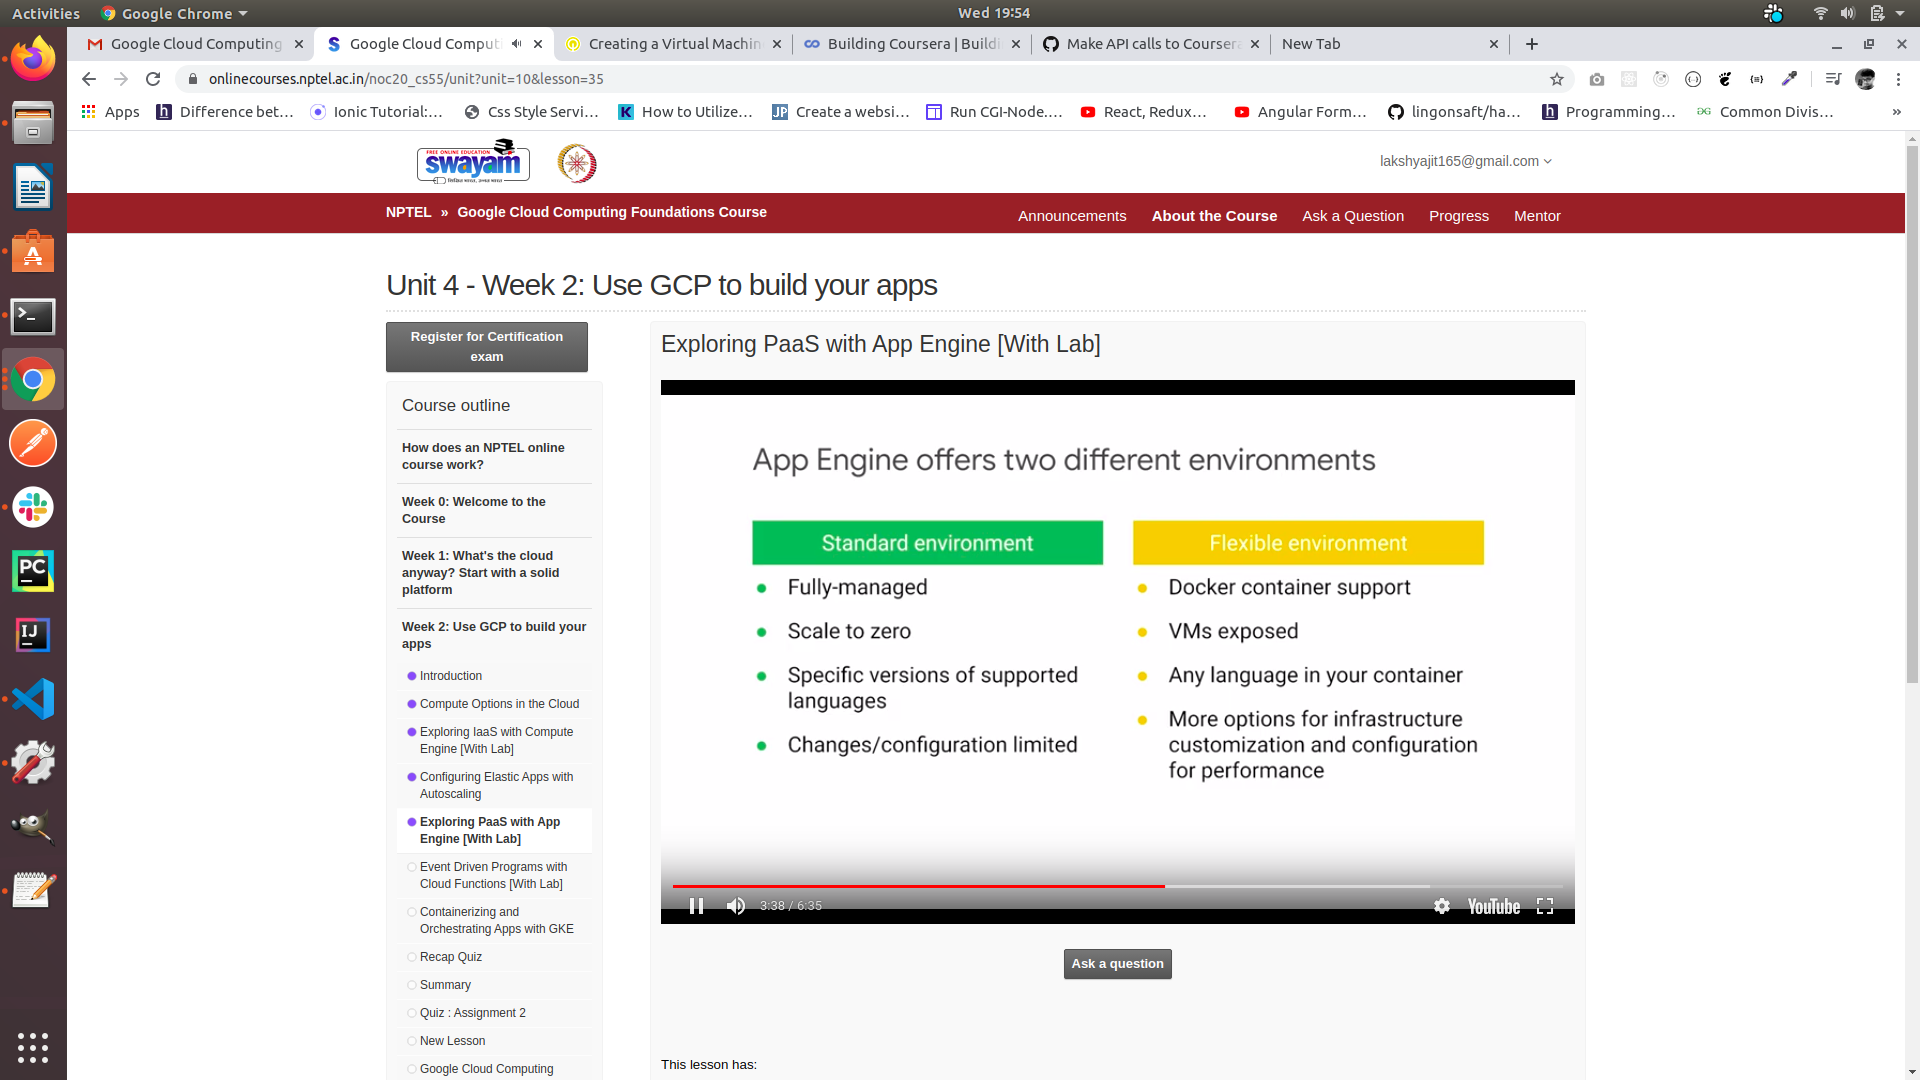 Activities
Google Chrome
Wed 19:54
Google Cloud Computing
Google Cloud Computi
Creating a Virtual Machin
Building Coursera | Buildi
Make API calls to Coursera
New Tab
onlinecourses.nptel.ac.in/noc20_cs55/unit?unit=10&lesson=35
Apps
Difference bet…
Ionic Tutorial:…
Css Style Servi…
How to Utilize…
Create a websi…
Run CGI-Node.…
React, Redux…
Angular Form…
lingonsaft/ha…
Programming…
Common Divis…
»
FREE ONLINE EDUCATION
swayam
शिक्षित भारत, उन्नत भारत
lakshyajit165@gmail.com
NPTEL » Google Cloud Computing Foundations Course
Announcements
About the Course
Ask a Question
Progress
Mentor
Unit 4 - Week 2: Use GCP to build your apps
Register for Certification
exam
Course outline
How does an NPTEL online
course work?
Week 0: Welcome to the
Course
Week 1: What's the cloud
anyway? Start with a solid
platform
Week 2: Use GCP to build your
apps
Introduction
Compute Options in the Cloud
Exploring IaaS with Compute
Engine [With Lab]
Configuring Elastic Apps with
Autoscaling
Exploring PaaS with App
Engine [With Lab]
Event Driven Programs with
Cloud Functions [With Lab]
Containerizing and
Orchestrating Apps with GKE
Recap Quiz
Summary
Quiz : Assignment 2
New Lesson
Google Cloud Computing
Exploring PaaS with App Engine [With Lab]
App Engine offers two different environments
Standard environment
Fully-managed
Scale to zero
Specific versions of supported
languages
Changes/configuration limited
Flexible environment
Docker container support
VMs exposed
Any language in your container
More options for infrastructure
customization and configuration
for performance
3:38 / 6:35
YouTube
Ask a question
This lesson has: